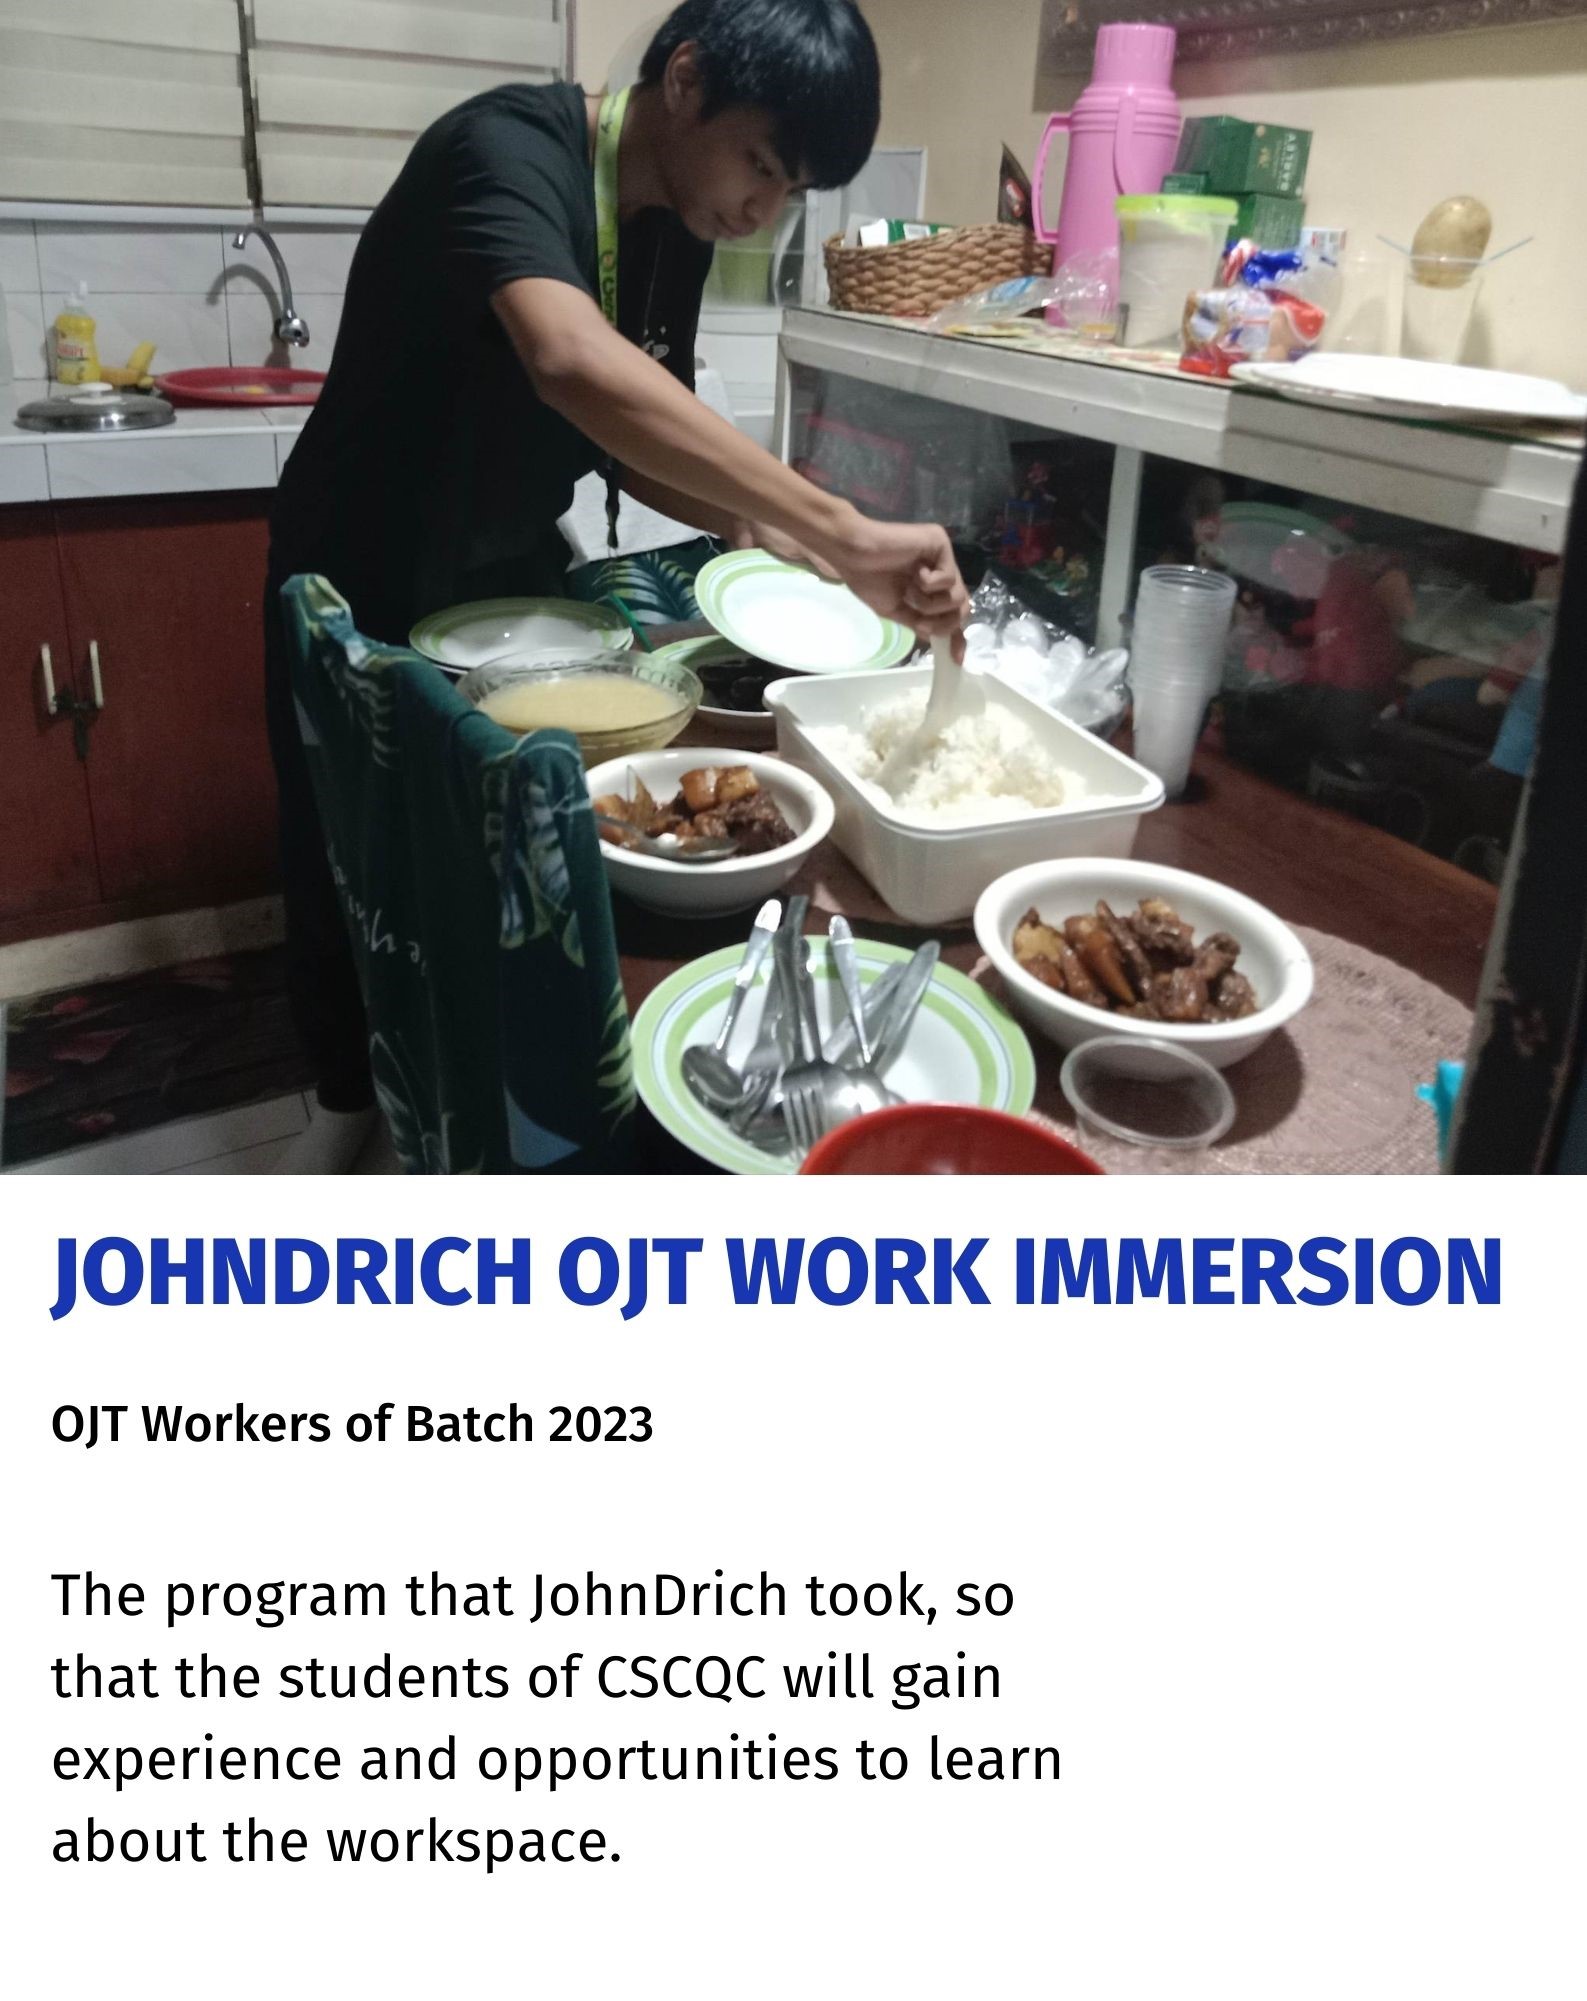 JOHNDRICH OJT WORK IMMERSION
OJT Workers of Batch 2023
The program that JohnDrich took, so
that the students of CSCQC will gain
experience and opportunities to learn
about the workspace.